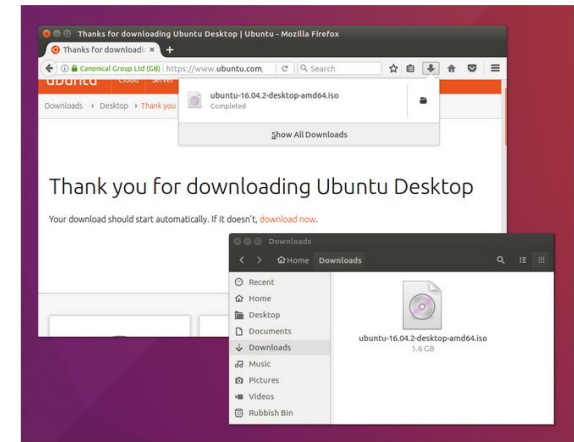 Thanks for downloading Ubuntu Desktop | Ubuntu - Mozilla Firefox
Thanks for downloadi × +
Canonical Group Ltd (GB) https://www.ubuntu.com, Search
ubuntu Cloud Server
Downloads › Desktop › Thank you
ubuntu-16.04.2-desktop-amd64.iso
Completed
Show All Downloads
Thank you for downloading Ubuntu Desktop
Your download should start automatically. If it doesn't, download now.
Downloads
Home Downloads
Recent
Home
Desktop
Documents
Downloads
Music
Pictures
Videos
Rubbish Bin
ubuntu-16.04.2-desktop-amd64.iso
1.6 GB